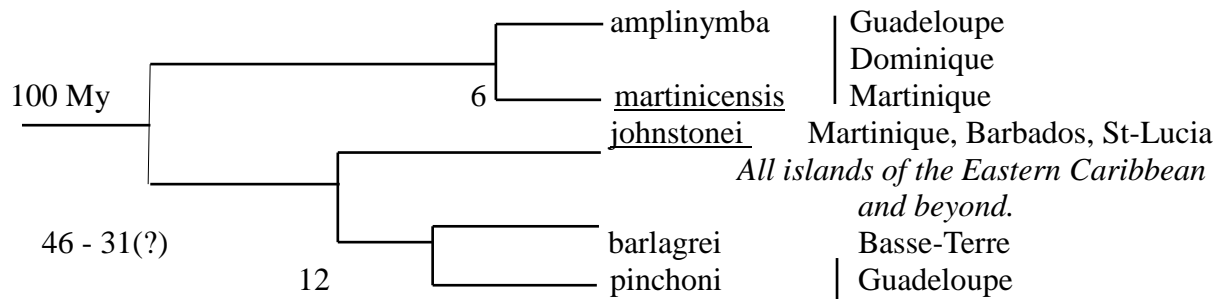 amplinymba Guadeloupe
Dominique
100 My 6 martinicensis Martinique
johnstonei Martinique, Barbados, St-Lucia
All islands of the Eastern Caribbean
and beyond.
46 - 31(?) barlagrei Basse-Terre
12 pinchoni Guadeloupe